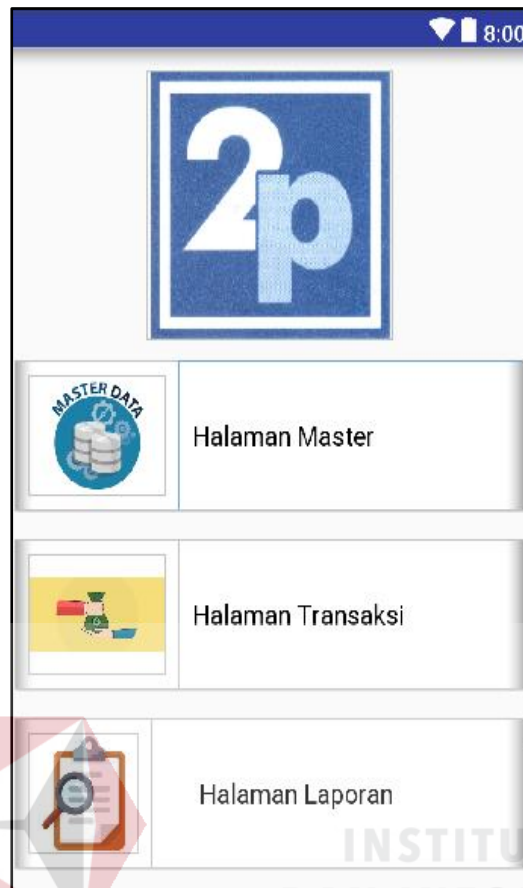 8:00
2p
MASTER DATA
Halaman Master
Halaman Transaksi
Halaman Laporan
INSTITU